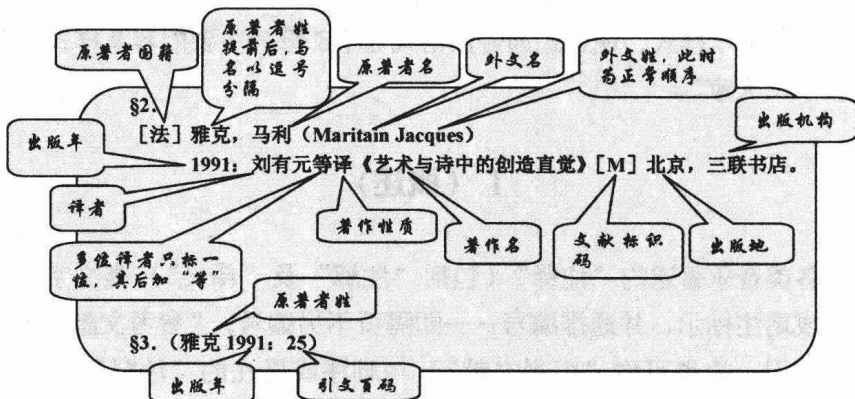 原著者国籍
原著者姓
提前后，与
名以逗号
分隔
原著者名
外文名
外文姓，此时
为正常顺序
出版年
出版机构
§2.
［法］雅克，马利（Maritain Jacques）
1991：刘有元等译《艺术与诗中的创造直觉》［M］北京，三联书店。
译者
多位译者只标一
位，其后加“等”
著作性质
著作名
文献标识
码
出版地
原著者姓
§3.（雅克 1991：25）
出版年
引文页码